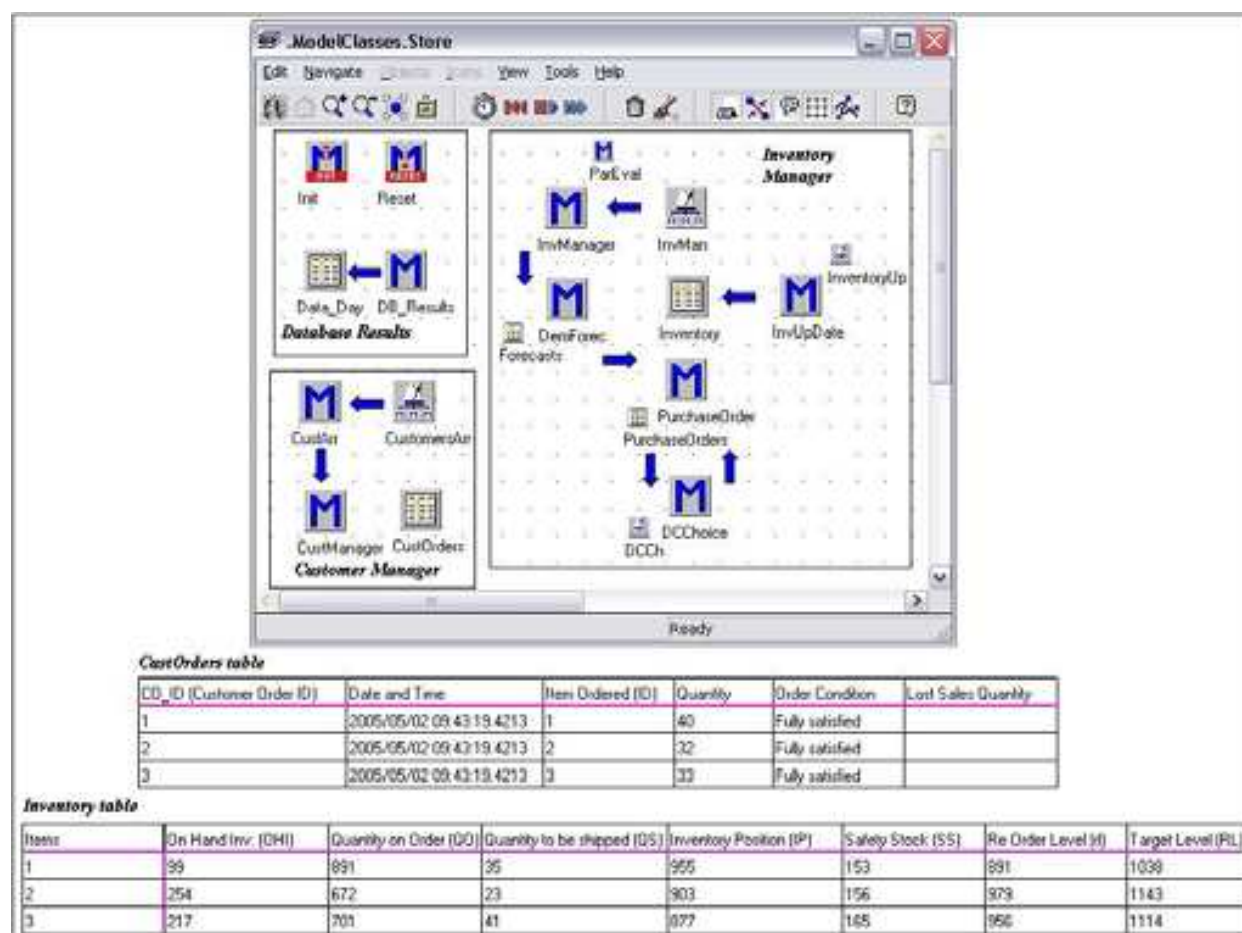 .ModelClasses.Store
Edit Navigate Objects Icons View Tools Help
Init Reset
Data_Day DB_Results
Database Results
CustArr CustomersArr
CustManager CustOrders
Customer Manager
ParEval
Inventory
Manager
InvManager InvMan
InventoryUp
DemForec Inventory InvUpDate
Forecasts
PurchaseOrder
PurchaseOrders
DCChoice
DCCh
Ready
CustOrders table
CO_ID (Customer Order ID) Date and Time Item Ordered (ID) Quantity Order Condition Lost Sales Quantity
1 2005/05/02 09:43:19.4213 1 40 Fully satisfied
2 2005/05/02 09:43:19.4213 2 32 Fully satisfied
3 2005/05/02 09:43:19.4213 3 33 Fully satisfied
Inventory table
Items On Hand Inv. (OHI) Quantity on Order (QO) Quantity to be shipped (QS) Inventory Position (IP) Safety Stock (SS) Re Order Level (rl) Target Level (RL)
1 99 891 35 955 153 891 1038
2 254 672 23 903 156 979 1143
3 217 701 41 877 165 956 1114